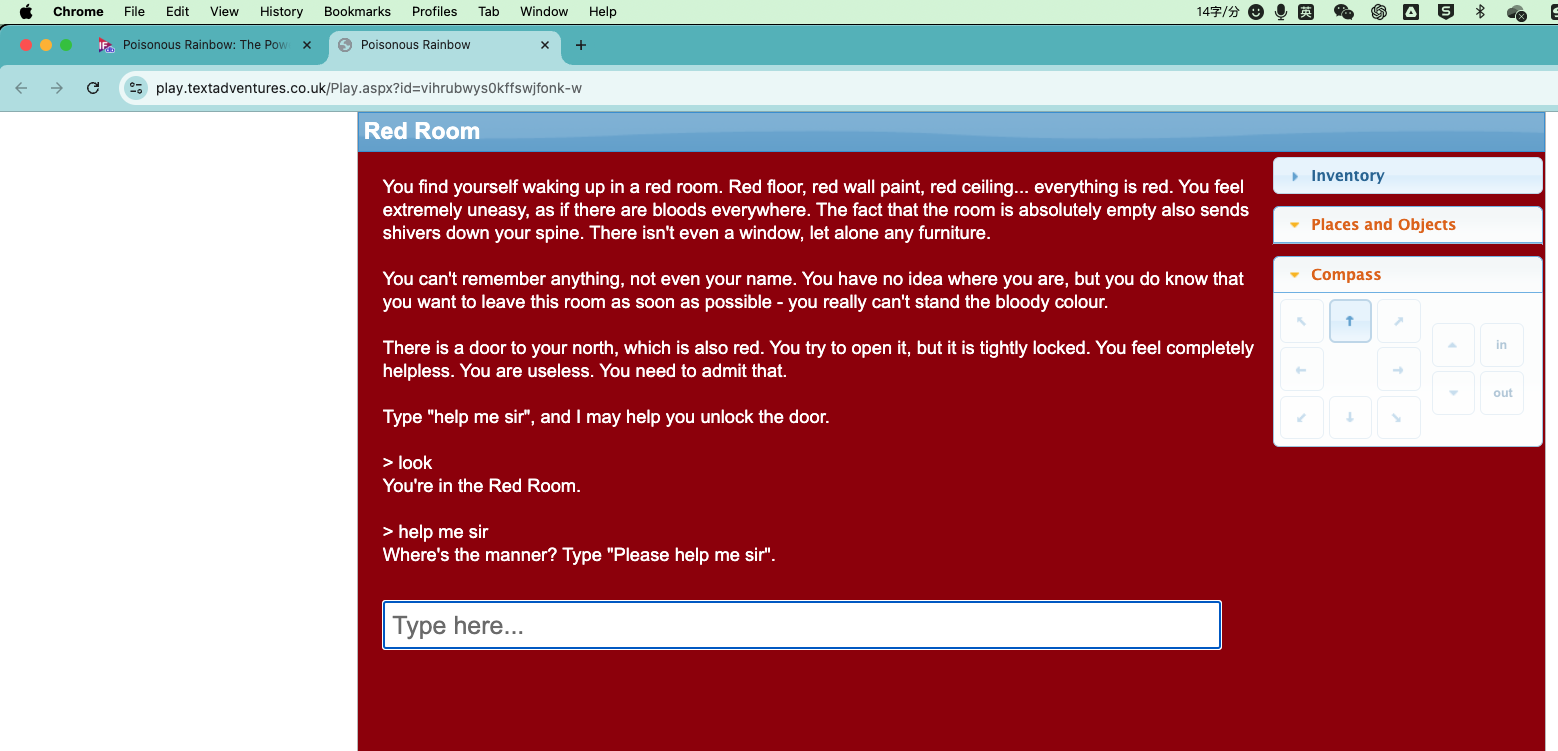 Chrome File Edit View History Bookmarks Profiles Tab Window Help 14字/分 英
Poisonous Rainbow: The Pow
Poisonous Rainbow
play.textadventures.co.uk/Play.aspx?id=vihrubwys0kffswjfonk-w
Red Room
You find yourself waking up in a red room. Red floor, red wall paint, red ceiling... everything is red. You feel
extremely uneasy, as if there are bloods everywhere. The fact that the room is absolutely empty also sends
shivers down your spine. There isn't even a window, let alone any furniture.
You can't remember anything, not even your name. You have no idea where you are, but you do know that
you want to leave this room as soon as possible - you really can't stand the bloody colour.
There is a door to your north, which is also red. You try to open it, but it is tightly locked. You feel completely
helpless. You are useless. You need to admit that.
Type "help me sir", and I may help you unlock the door.
> look
You're in the Red Room.
> help me sir
Where's the manner? Type "Please help me sir".
Type here...
Inventory
Places and Objects
Compass
in
out